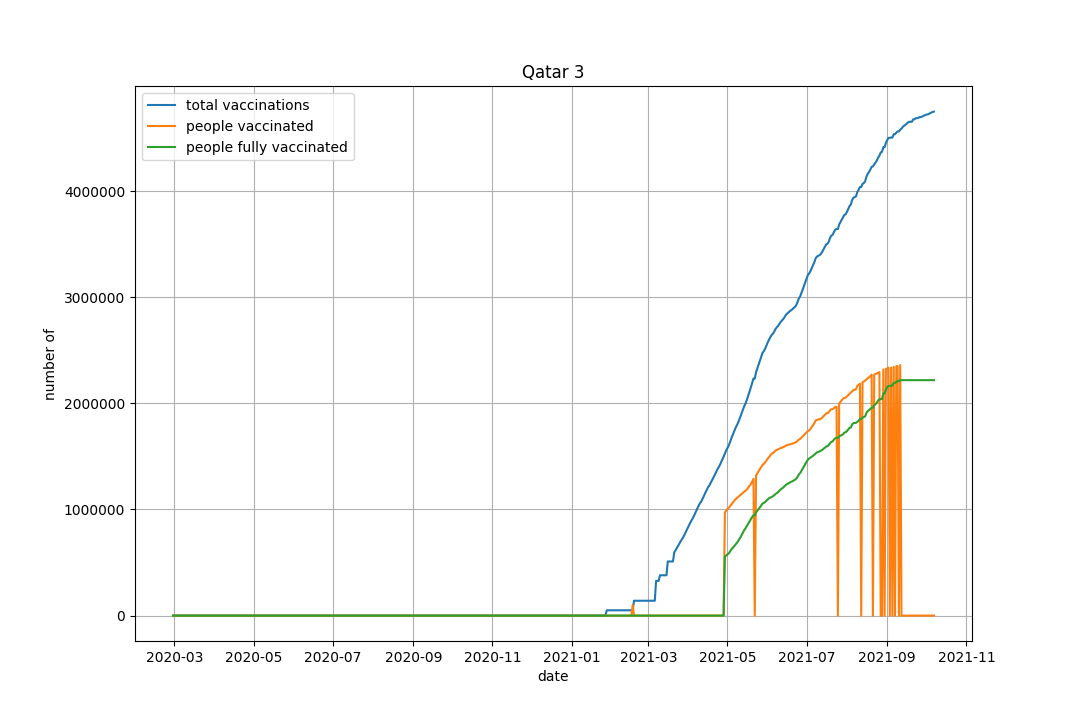 Qatar 3
total vaccinations
people vaccinated
people fully vaccinated
number of
4000000
3000000
2000000
1000000
0
2020-03 2020-05 2020-07 2020-09 2020-11 2021-01 2021-03 2021-05 2021-07 2021-09 2021-11
date